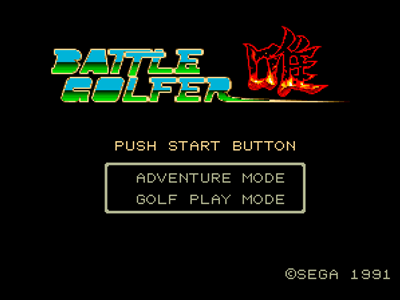 BATTLE
GOLFER 唯
PUSH START BUTTON
ADVENTURE MODE
GOLF PLAY MODE
©SEGA 1991